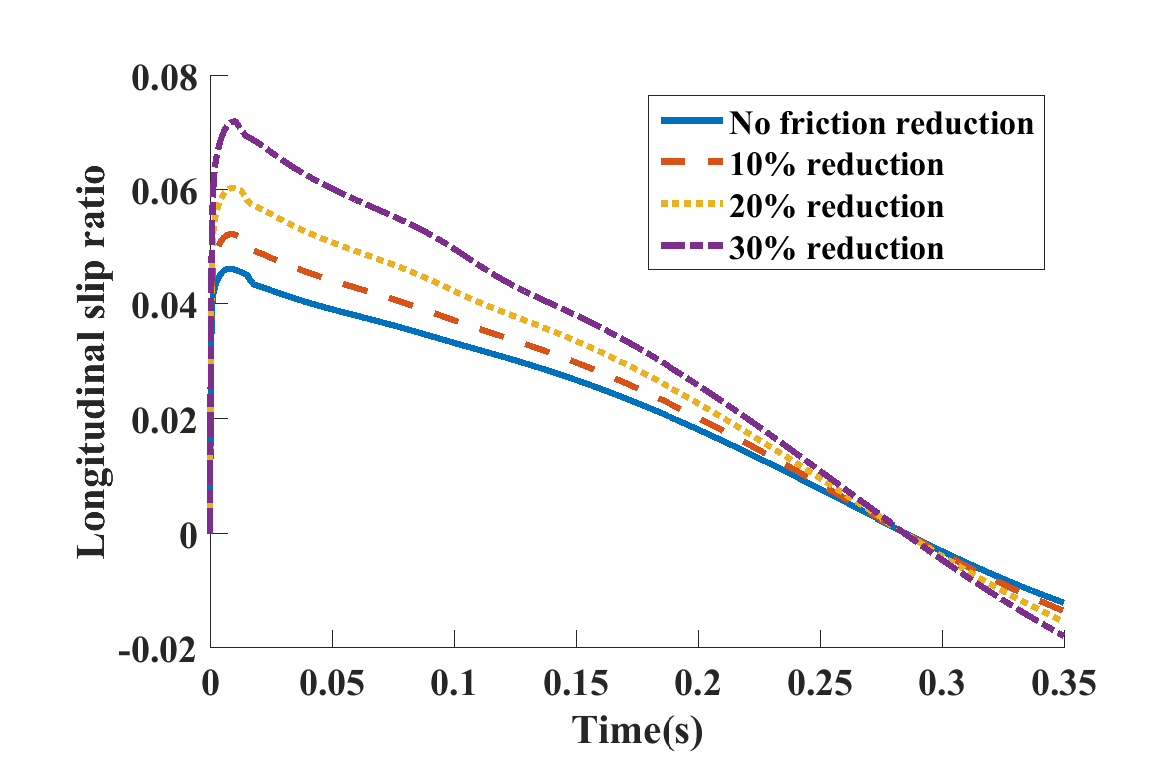 0.08
0.06
0.04
0.02
0
-0.02
Longitudinal slip ratio
No friction reduction
10% reduction
20% reduction
30% reduction
0 0.05 0.1 0.15 0.2 0.25 0.3 0.35
Time(s)